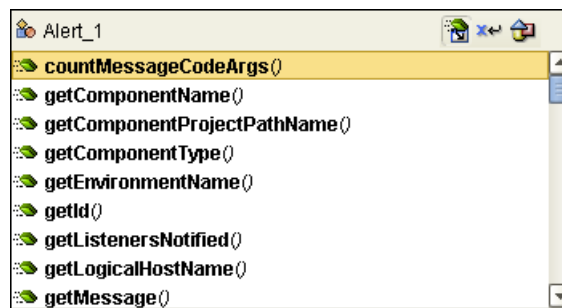 Alert_1
countMessageCodeArgs()
getComponentName()
getComponentProjectPathName()
getComponentType()
getEnvironmentName()
getId()
getListenersNotified()
getLogicalHostName()
getMessage()